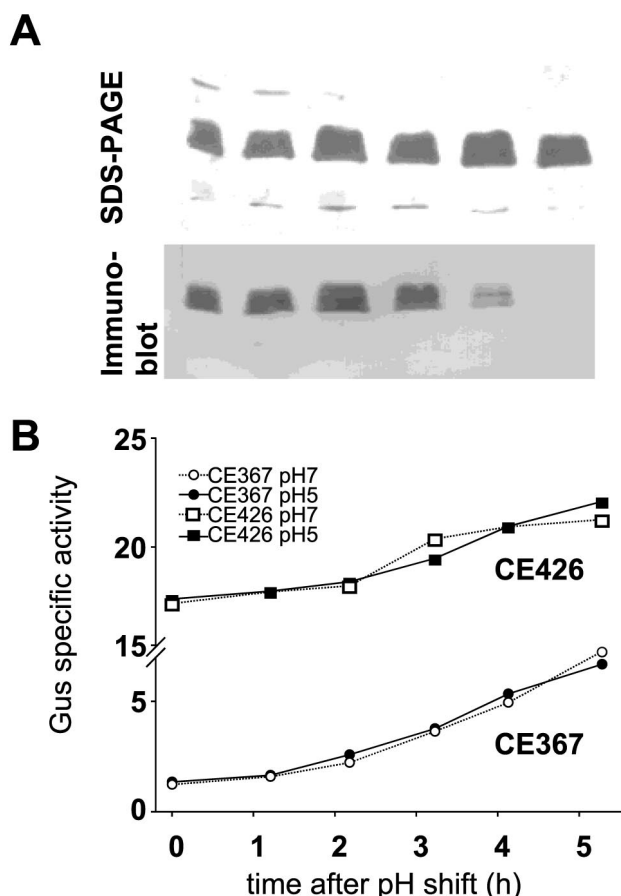 A
SDS-PAGE
Immuno-
blot
B
25
20
15
5
0
Gus specific activity
CE367 pH7
CE367 pH5
CE426 pH7
CE426 pH5
CE426
CE367
0 1 2 3 4 5
time after pH shift (h)